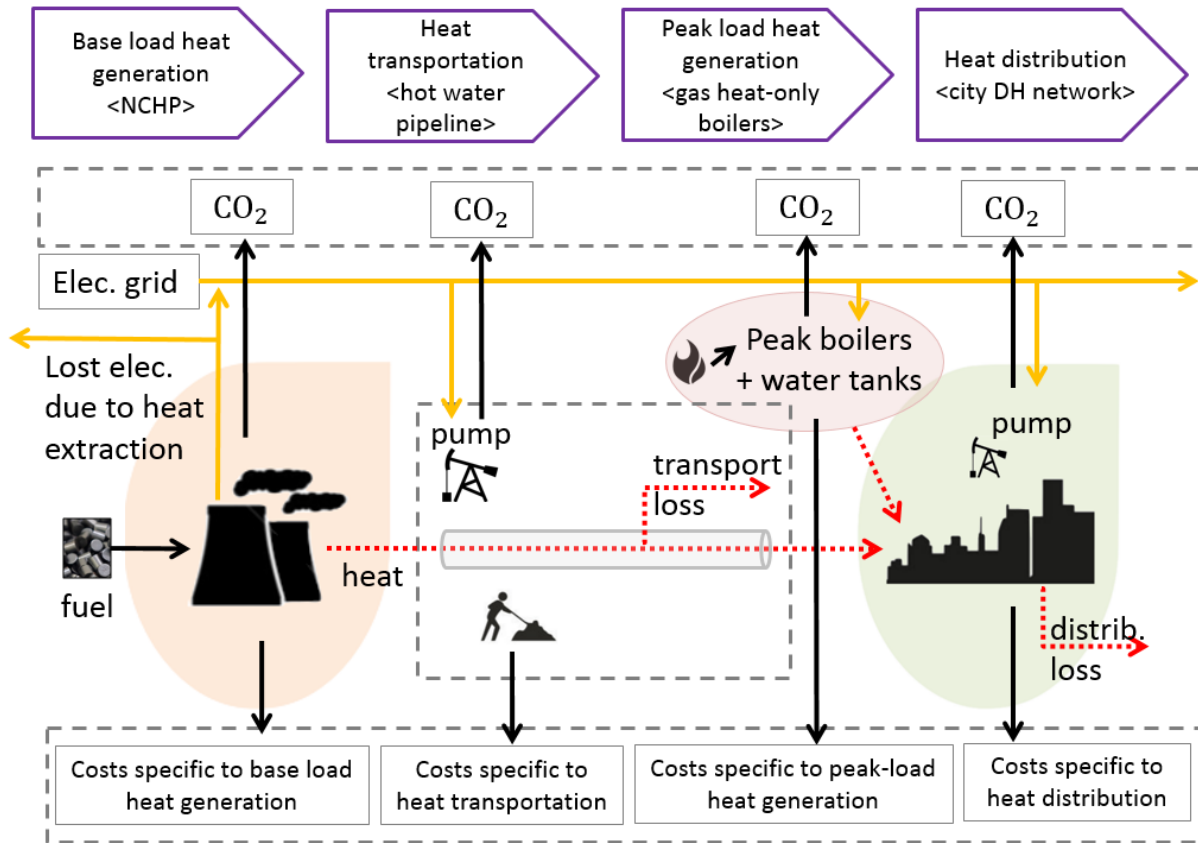 Base load heat
generation
<NCHP>
Heat
transportation
<hot water
pipeline>
Peak load heat
generation
<gas heat-only
boilers>
Heat distribution
<city DH network>
CO₂
CO₂
CO₂
CO₂
Elec. grid
Lost elec.
due to heat
extraction
Peak boilers
+ water tanks
pump
pump
transport
loss
heat
fuel
distrib.
loss
Costs specific to base load
heat generation
Costs specific to
heat transportation
Costs specific to peak-load
heat generation
Costs specific to
heat distribution